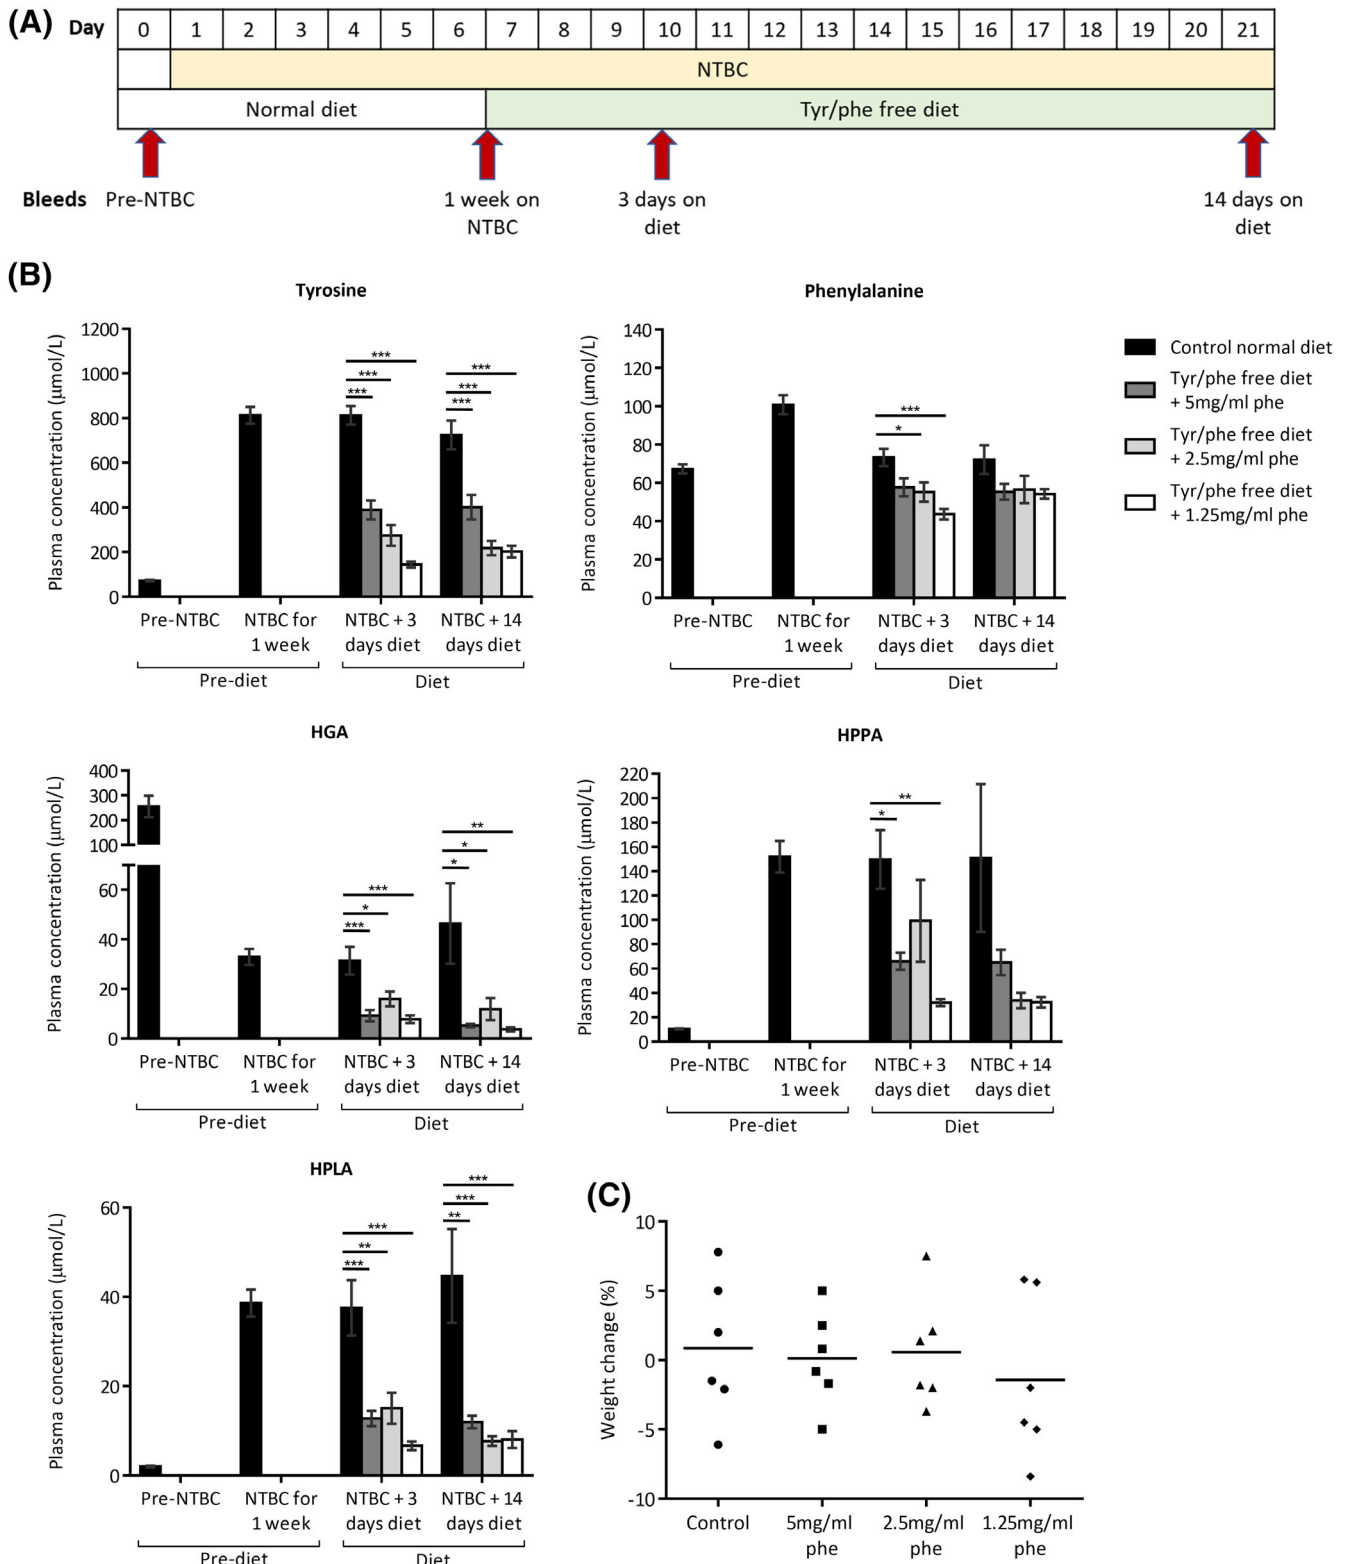 (A) Day 0 1 2 3 4 5 6 7 8 9 10 11 12 13 14 15 16 17 18 19 20 21
NTBC
Normal diet Tyr/phe free diet
Bleeds Pre-NTBC 1 week on 3 days on 14 days on
NTBC diet diet
(B)
Tyrosine
Plasma concentration (μmol/L)
1200
1000
800
600
400
200
0
*** *** ***
*** *** ***
Pre-NTBC NTBC for NTBC + 3 NTBC + 14
1 week days diet days diet
Pre-diet Diet
Phenylalanine
Plasma concentration (μmol/L)
140
120
100
80
60
40
20
0
***
*
Pre-NTBC NTBC for NTBC + 3 NTBC + 14
1 week days diet days diet
Pre-diet Diet
Control normal diet
Tyr/phe free diet
+ 5mg/ml phe
Tyr/phe free diet
+ 2.5mg/ml phe
Tyr/phe free diet
+ 1.25mg/ml phe
HGA
Plasma concentration (μmol/L)
400
300
200
100
60
40
20
0
*** * ***
** * *
Pre-NTBC NTBC for NTBC + 3 NTBC + 14
1 week days diet days diet
Pre-diet Diet
HPPA
Plasma concentration (μmol/L)
220
200
180
160
140
120
100
80
60
40
20
0
**
*
Pre-NTBC NTBC for NTBC + 3 NTBC + 14
1 week days diet days diet
Pre-diet Diet
HPLA
Plasma concentration (μmol/L)
60
40
20
0
*** ** ***
*** *** **
Pre-NTBC NTBC for NTBC + 3 NTBC + 14
1 week days diet days diet
Pre-diet Diet
(C)
Weight change (%)
10
5
0
-5
-10
Control 5mg/ml 2.5mg/ml 1.25mg/ml
phe phe phe